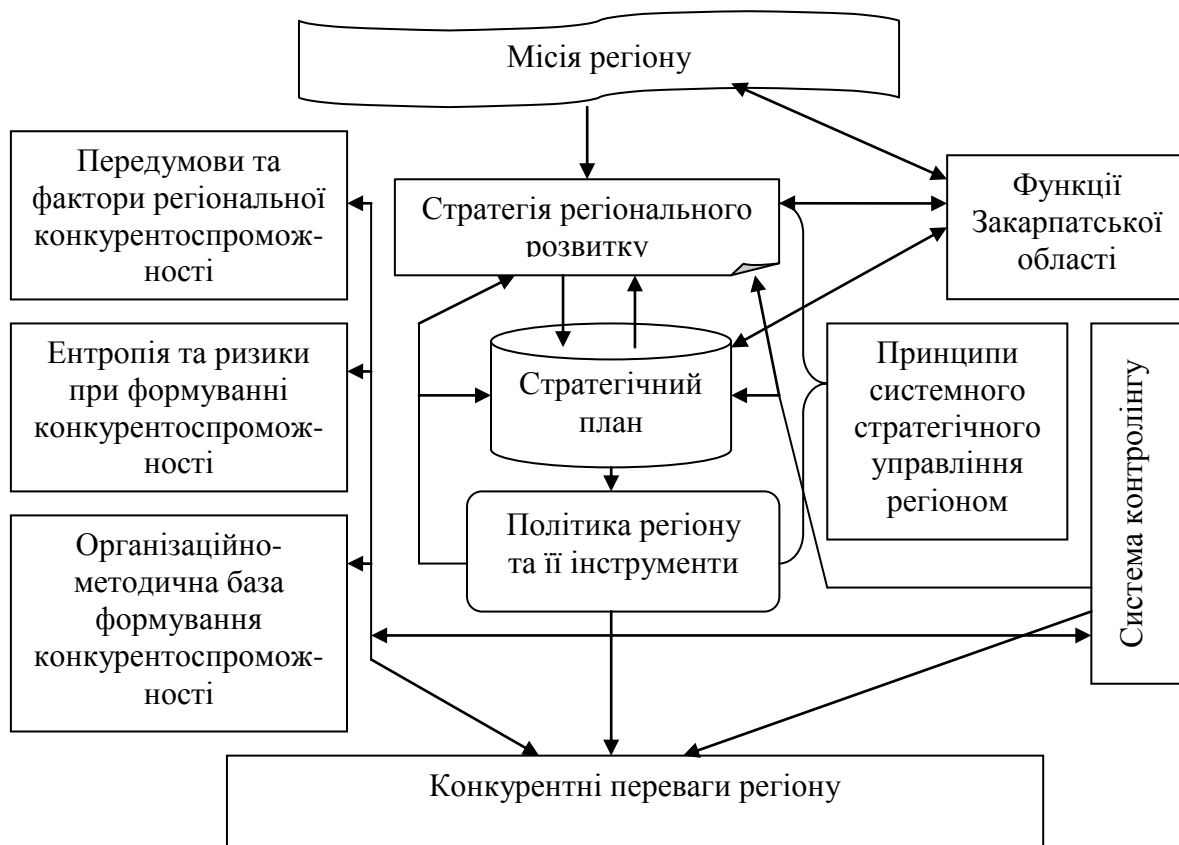 Місія регіону
Передумови та
фактори регіональної
конкурентоспромож-
ності
Стратегія регіонального
розвитку
Функції
Закарпатської
області
Ентропія та ризики
при формуванні
конкурентоспромож-
ності
Стратегічний
план
Принципи
системного
стратегічного
управління
регіоном
Система контролінгу
Організаційно-
методична база
формування
конкурентоспромож-
ності
Політика регіону
та її інструменти
Конкурентні переваги регіону